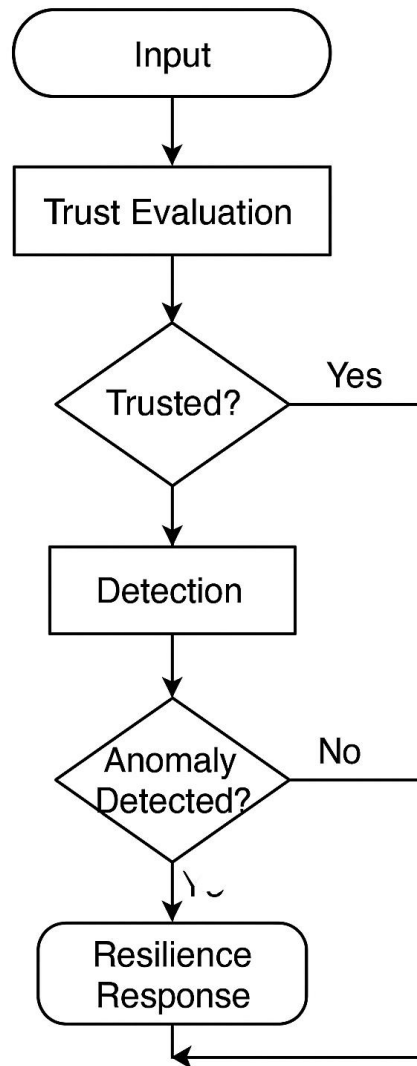 Input
Trust Evaluation
Trusted?
Yes
Detection
Anomaly
Detected?
No
Resilience
Response